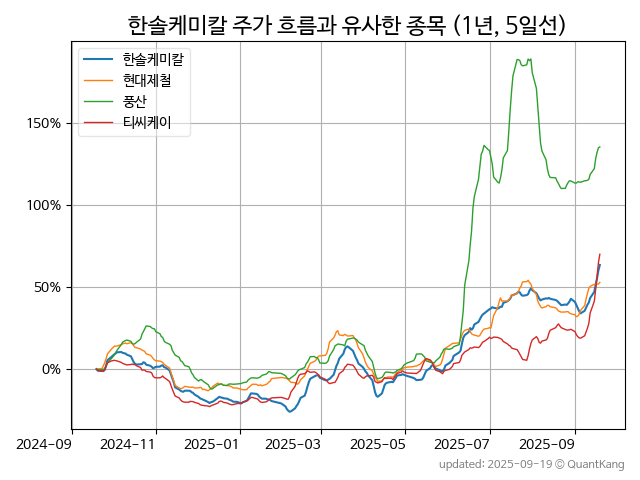 한솔케미칼 주가 흐름과 유사한 종목 (1년, 5일선)
한솔케미칼
현대제철
풍산
티씨케이
150%
100%
50%
0%
2024-09
2024-11
2025-01
2025-03
2025-05
2025-07
2025-09
updated: 2025-09-19 © QuantKang